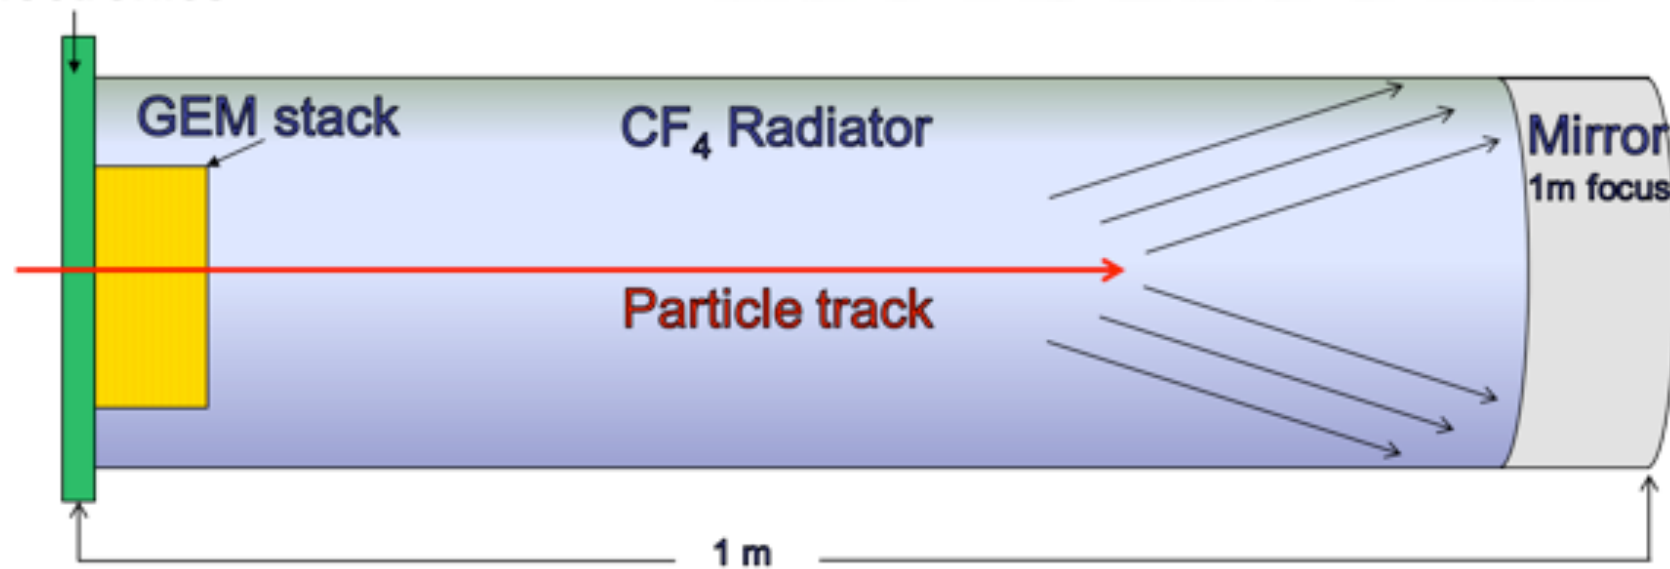 GEM stack
CF4 Radiator
Mirror
1m focus
Particle track
1 m